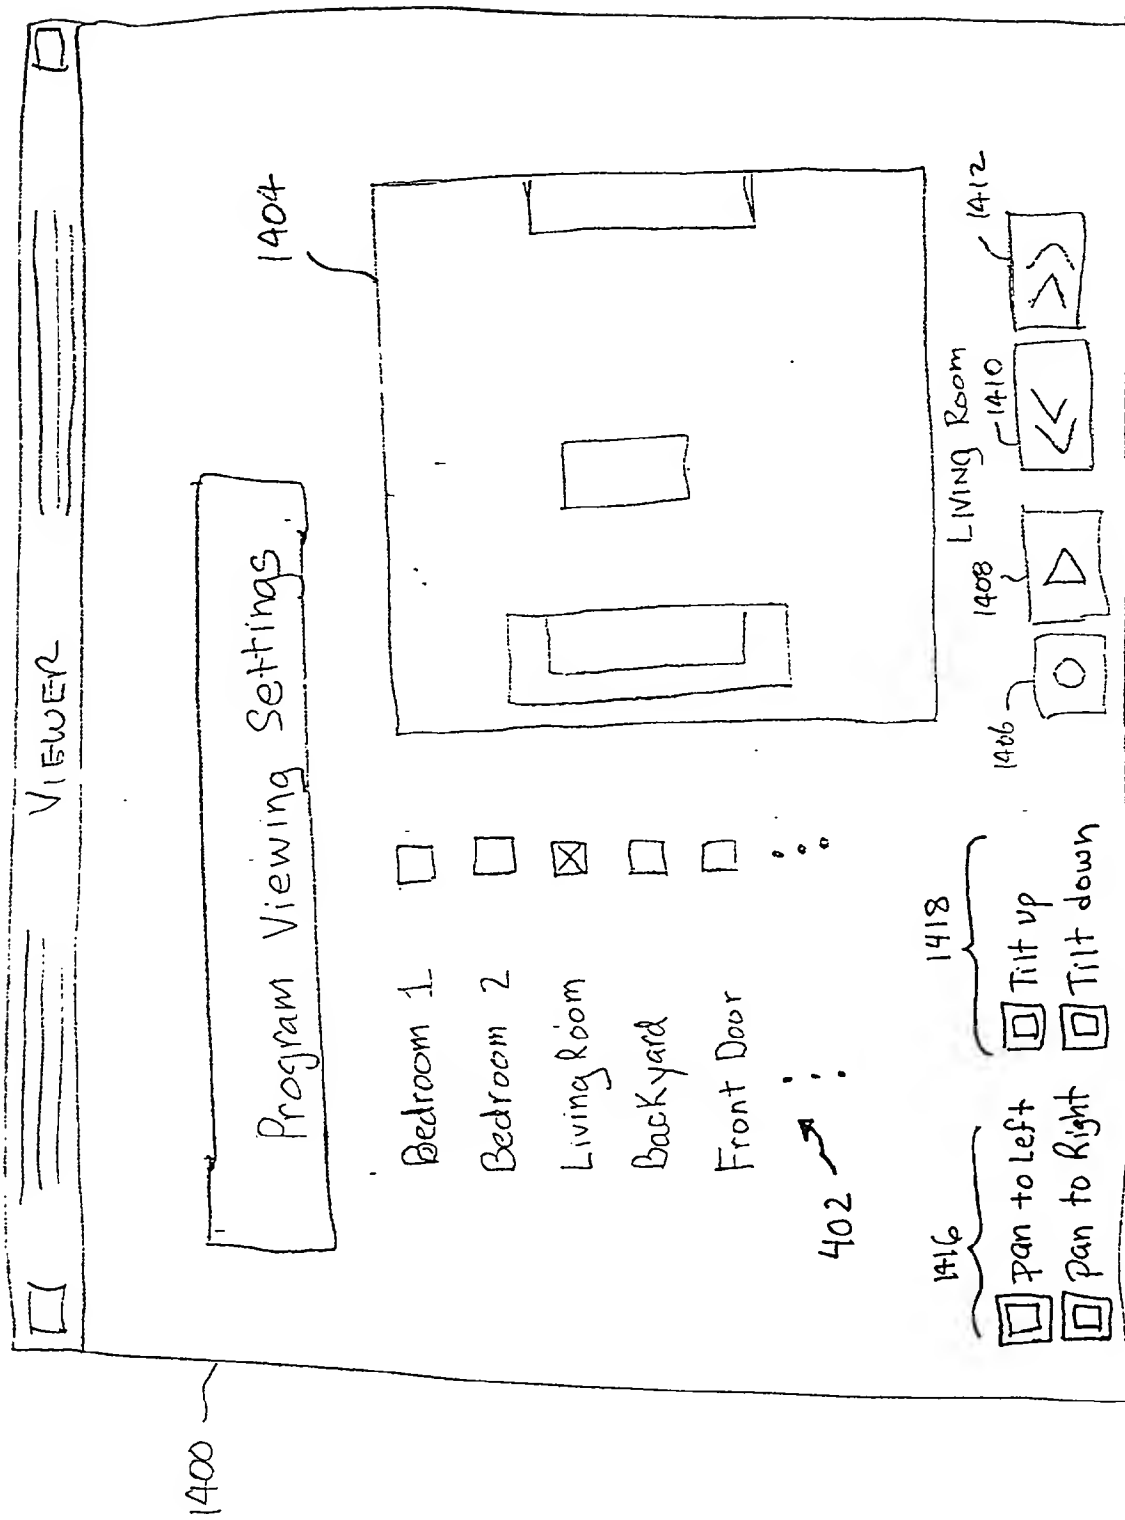 VIEWER
1400
Program Viewing Settings
1404
Bedroom 1
Bedroom 2
Living Room
Backyard
Front Door
402
LIVING Room
1406
1408
1410
1412
1416
Pan to Left
Pan to Right
1418
Tilt up
Tilt down